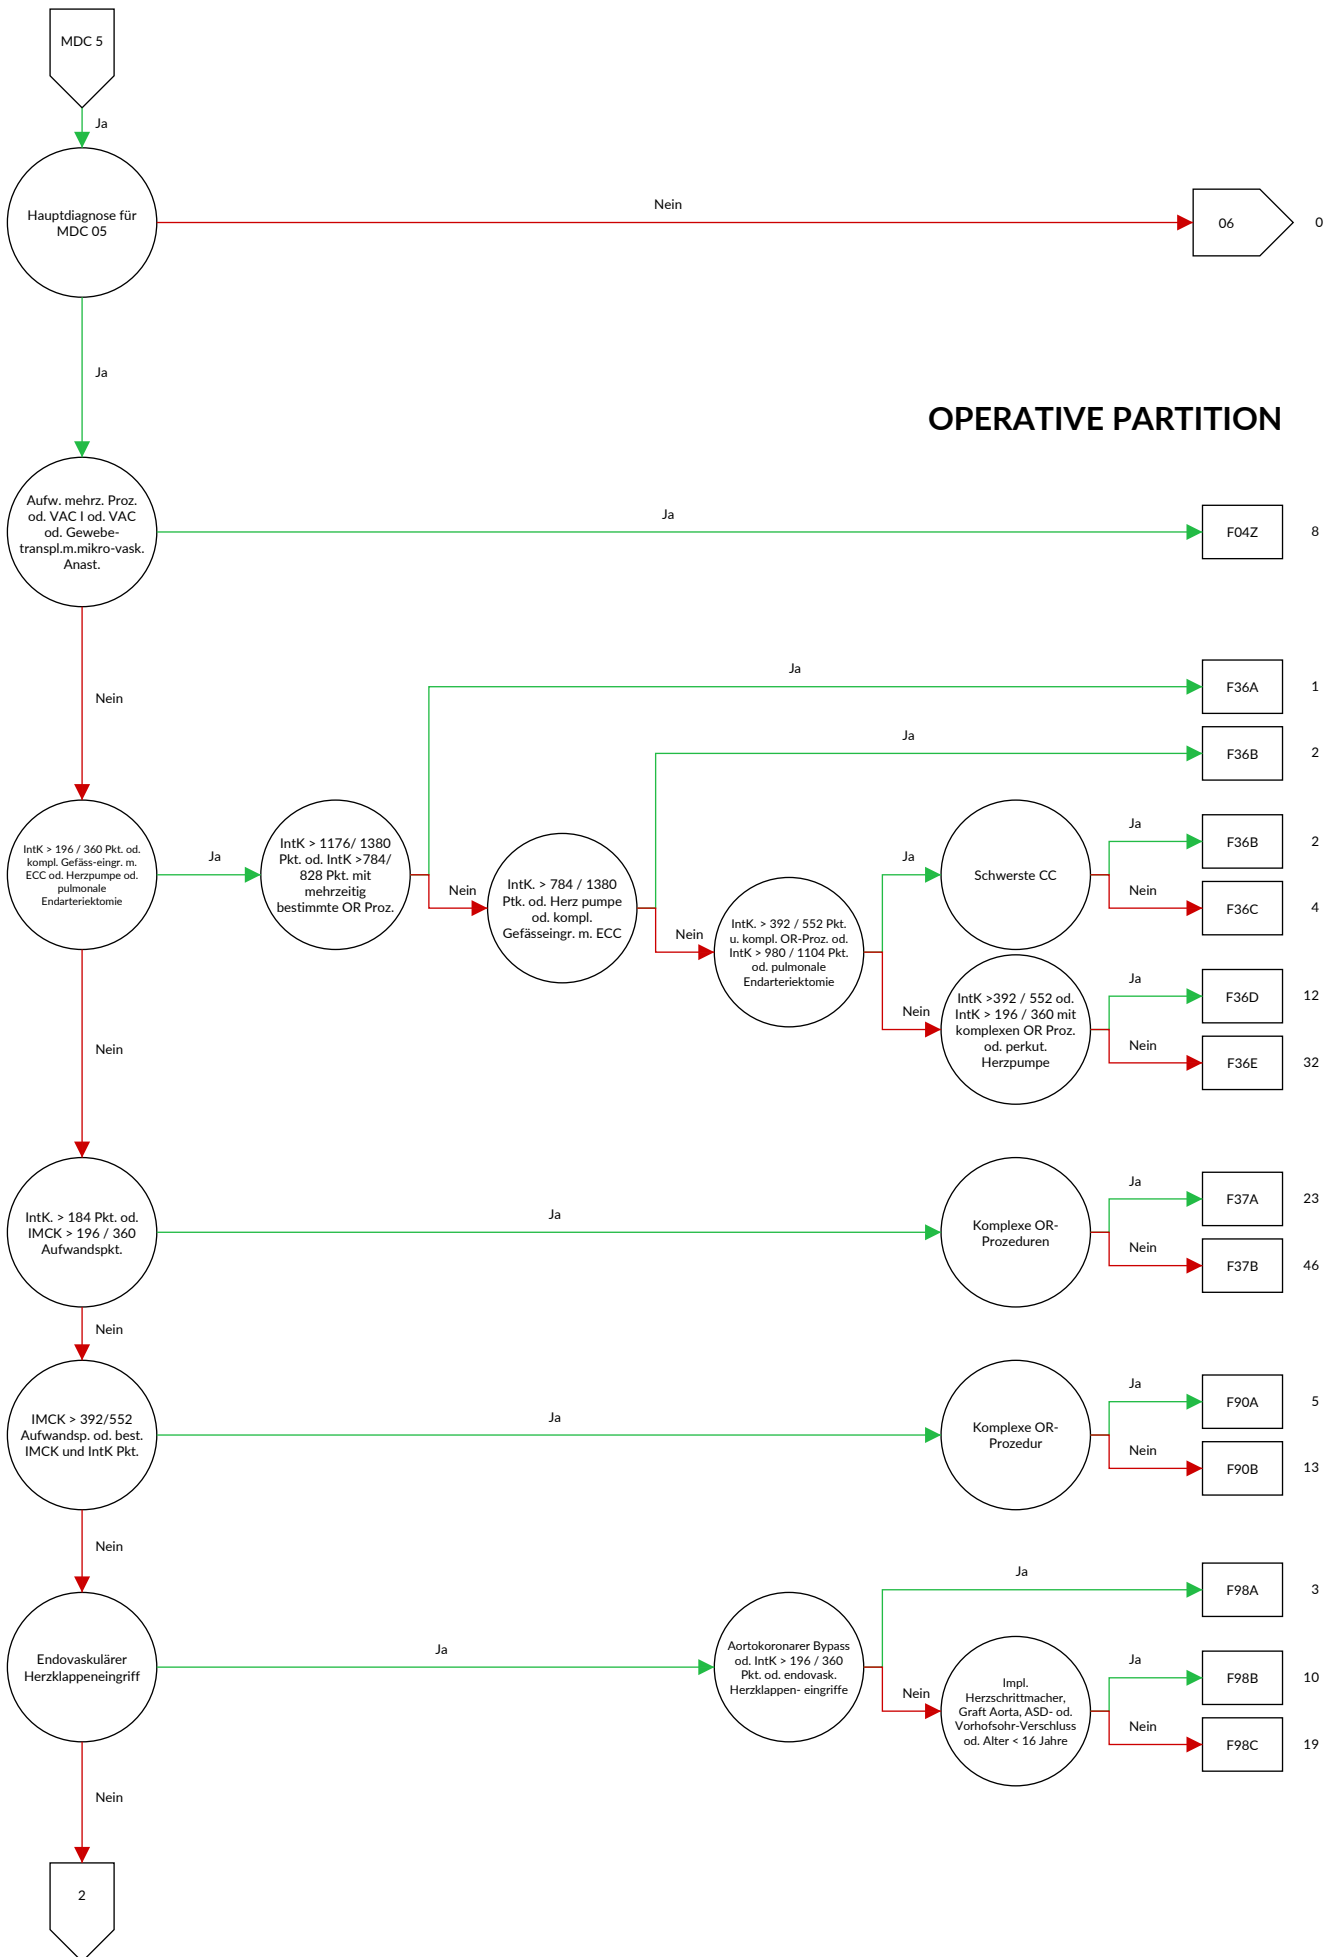 MDC 5
Ja
Hauptdiagnose für
MDC 05
Nein
06
0
Ja
OPERATIVE PARTITION
Aufw. mehrz. Proz.
od. VAC I od. VAC
od. Gewebe-
transpl.m.mikro-vask.
Anast.
Ja
F04Z
8
Nein
Ja
F36A
1
Ja
F36B
2
IntK > 196 / 360 Pkt. od.
kompl. Gefäss-eingr. m.
ECC od. Herzpumpe od.
pulmonale
Endarteriektomie
Ja
IntK > 1176/ 1380
Pkt. od. IntK >784/
828 Pkt. mit
mehrzeitig
bestimmte OR Proz.
Nein
IntK. > 784 / 1380
Ptk. od. Herz pumpe
od. kompl.
Gefässeingr. m. ECC
Nein
IntK. > 392 / 552 Pkt.
u. kompl. OR-Proz. od.
IntK > 980 / 1104 Pkt.
od. pulmonale
Endarteriektomie
Ja
Schwerste CC
Ja
F36B
2
Nein
F36C
4
Nein
IntK >392 / 552 od.
IntK > 196 / 360 mit
komplexen OR Proz.
od. perkut.
Herzpumpe
Ja
F36D
12
Nein
F36E
32
Nein
IntK. > 184 Pkt. od.
IMCK > 196 / 360
Aufwandspkt.
Ja
Komplexe OR-
Prozeduren
Ja
F37A
23
Nein
F37B
46
Nein
IMCK > 392/552
Aufwandsp. od. best.
IMCK und IntK Pkt.
Ja
Komplexe OR-
Prozedur
Ja
F90A
5
Nein
F90B
13
Nein
Endovaskulärer
Herzklappeneingriff
Ja
Aortokoronarer Bypass
od. IntK > 196 / 360
Pkt. od. endovask.
Herzklappen- eingriffe
Ja
F98A
3
Nein
Impl.
Herzschrittmacher,
Graft Aorta, ASD- od.
Vorhofsohr-Verschluss
od. Alter < 16 Jahre
Ja
F98B
10
Nein
F98C
19
Nein
2